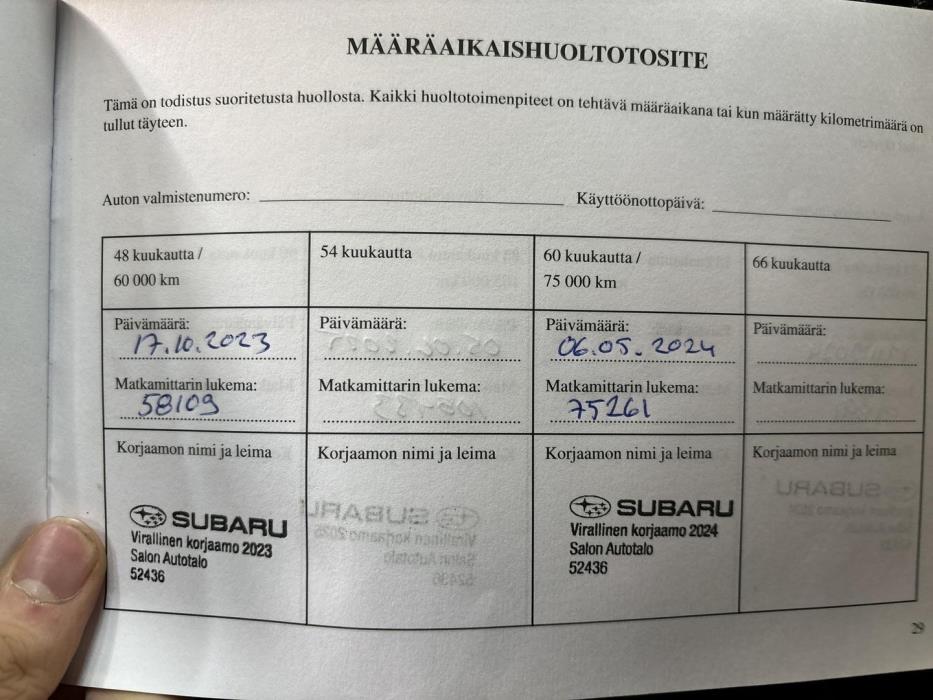 MÄÄRÄAIKAISHUOLTOTOSITE
Tämä on todistus suoritetusta huollosta. Kaikki huoltotoimenpiteet on tehtävä määräaikana tai kun määrätty kilometrimäärä on
tullut täyteen.
Auton valmistenumero:
Käyttöönottopäivä:
48 kuukautta /
60 000 km
54 kuukautta
60 kuukautta /
75 000 km
66 kuukautta
Päivämäärä:
17.10.2023
Päivämäärä:
Päivämäärä:
06.05.2024
Päivämäärä:
Matkamittarin lukema:
58109
Matkamittarin lukema:
Matkamittarin lukema:
75261
Matkamittarin lukema:
Korjaamon nimi ja leima
SUBARU
Virallinen korjaamo 2023
Salon Autotalo
52436
Korjaamon nimi ja leima
Korjaamon nimi ja leima
SUBARU
Virallinen korjaamo 2024
Salon Autotalo
52436
Korjaamon nimi ja leima
29